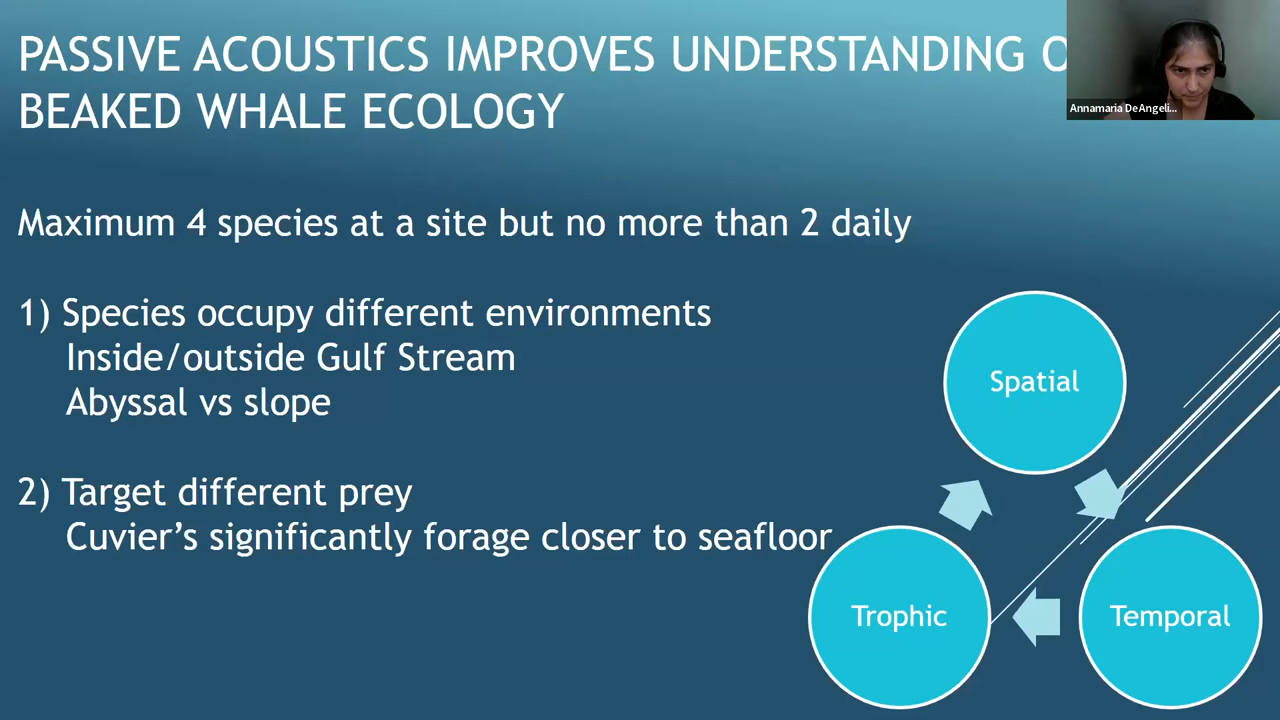 PASSIVE ACOUSTICS IMPROVES UNDERSTANDING
BEAKED WHALE ECOLOGY
Annamaria DeAngeli...
Maximum 4 species at a site but no more than 2 daily
1) Species occupy different environments
Inside/outside Gulf Stream
Abyssal vs slope
2) Target different prey
Cuvier’s significantly forage closer to seafloor
Spatial
Trophic
Temporal